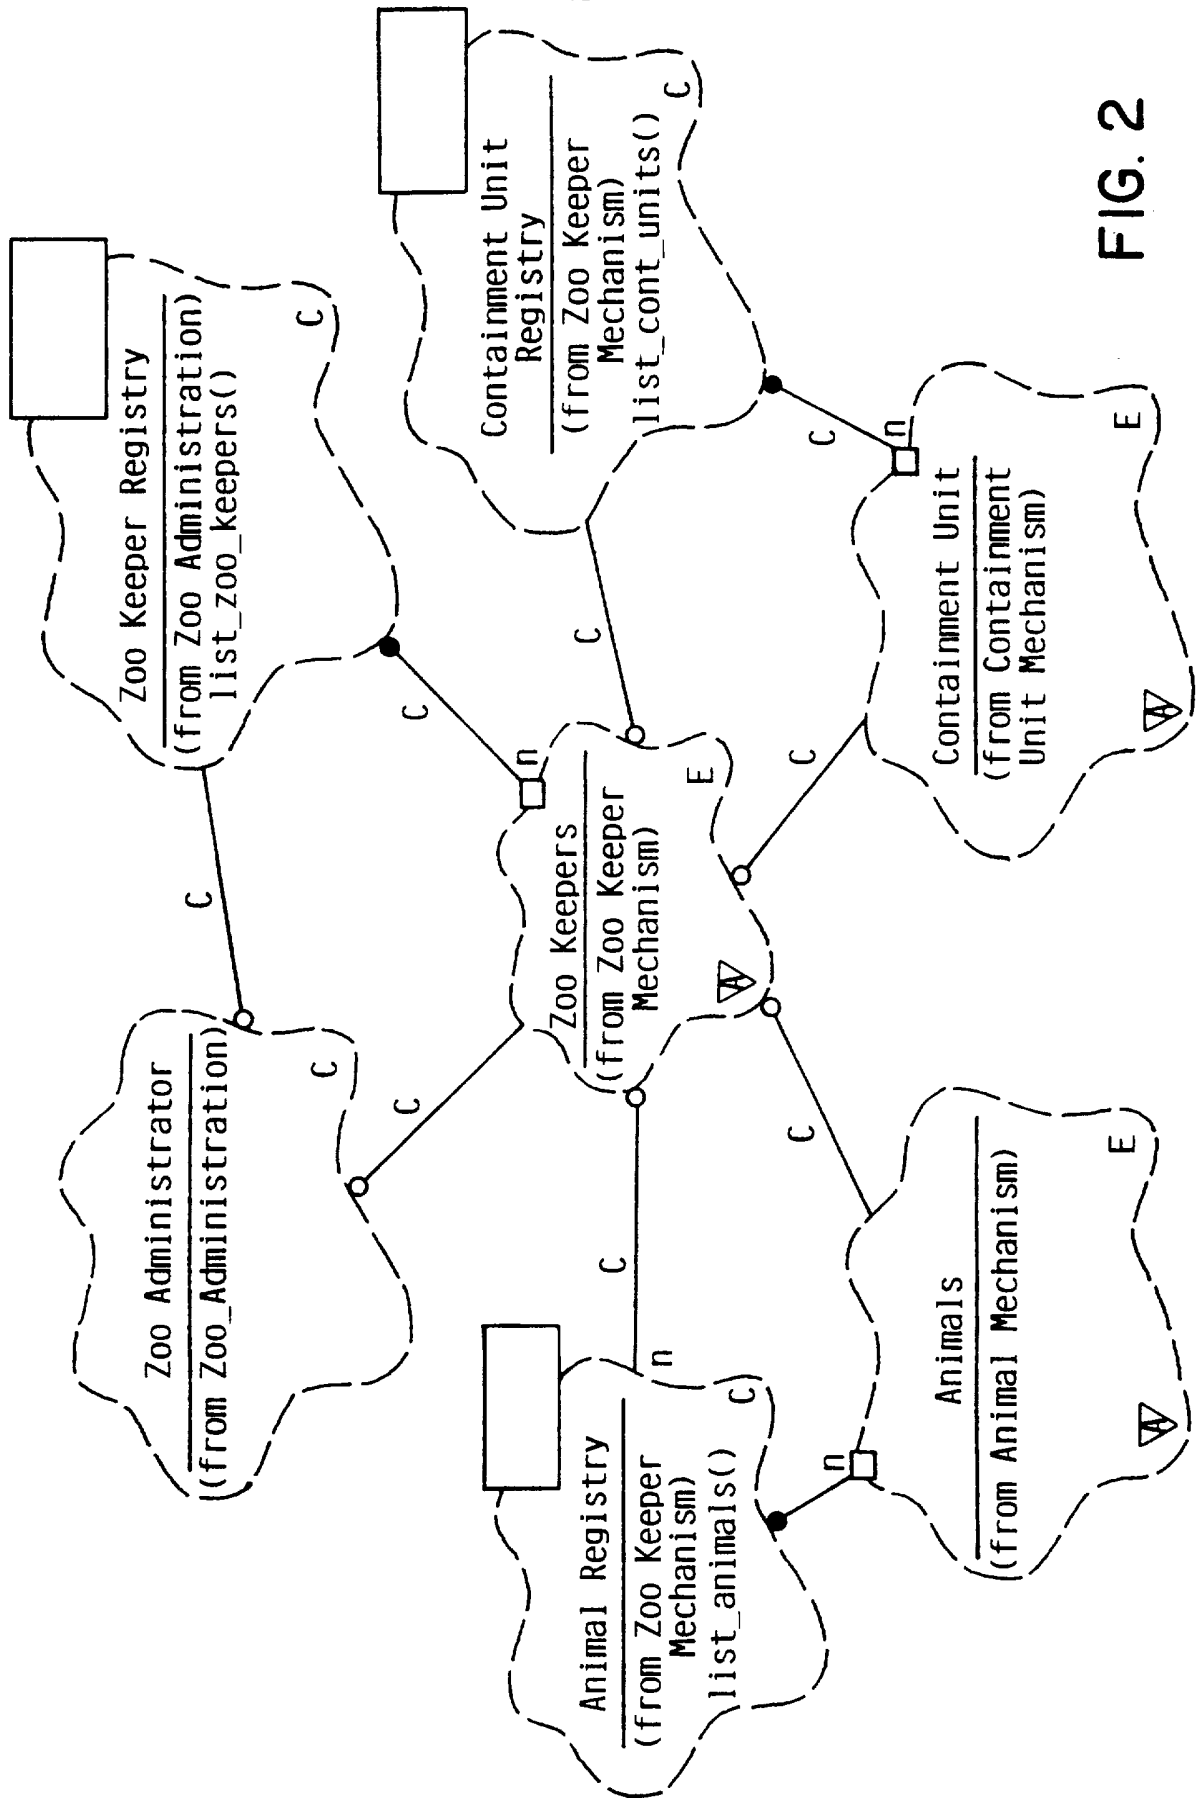 Zoo Administrator
(from Zoo_Administration)
C
C
Zoo Keeper Registry
(from Zoo Administration)
list_zoo_keepers()
C
C
C
n
Zoo Keepers
(from Zoo Keeper
Mechanism)
E
A
C
Containment Unit
Registry
(from Zoo Keeper
Mechanism)
list_cont_units()
C
C
n
Animal Registry
(from Zoo Keeper
Mechanism)
list_animals()
C
n
C
n
C
C
Animals
(from Animal Mechanism)
E
A
Containment Unit
(from Containment
Unit Mechanism)
E
A
FIG. 2